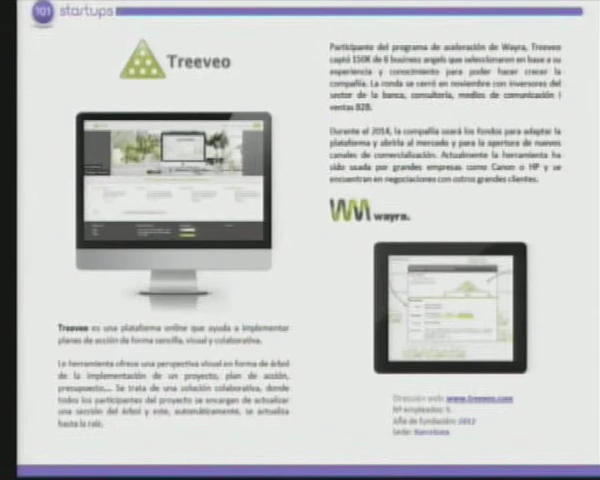 101 startups
Treeveo
Treeveo es una plataforma online que ayuda a implementar
planes de acción de forma sencilla, visual y colaborativa.
Le herramienta ofrece una perspectiva visual en forma de árbol
de la implementación de un proyecto, plan de acción,
presupuesto... Se trata de una solución colaborativa, donde
todos los participantes del proyecto se encargan de actualizar
una sección del árbol y este, automáticamente, se actualiza
hasta la raíz.
Participante del programa de aceleración de Wayra, Treeveo
captó 150K de 6 business angels que seleccionaron en base a su
experiencia y conocimiento para poder hacer crecer la
compañía. La ronda se cerró en noviembre con inversores del
sector de la banca, consultoría, medios de comunicación i
ventas B2B.
Durante el 2014, la compañía usará los fondos para adaptar la
plataforma y abrirla al mercado y para la apertura de nuevos
canales de comercialización. Actualmente la herramienta ha
sido usada por grandes empresas como Canon o HP y se
encuentran en negociaciones con ostros grandes clientes.
wayra.
Dirección web: www.treeveo.com
Nº empleados: 5
Año de fundación: 2012
Sede: Barcelona